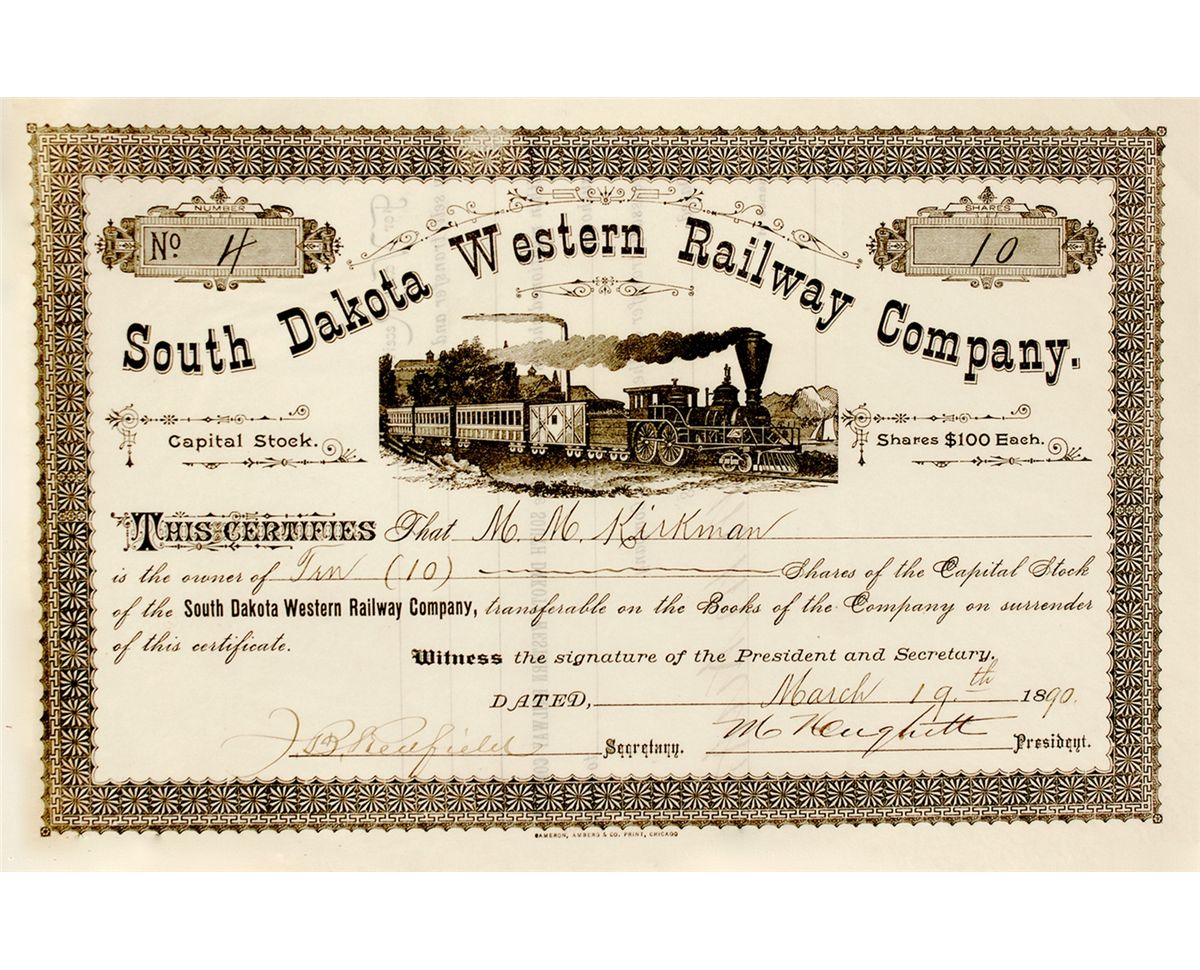 NUMBER
No 4
SHARES
10
South Dakota Western Railway Company.
Capital Stock.
Shares $100 Each.
THIS CERTIFIES That M. M. Kirkman
is the owner of Ten (10) Shares of the Capital Stock
of the South Dakota Western Railway Company, transferable on the Books of the Company on surrender
of this certificate.
Witness the signature of the President and Secretary.
DATED, March 19th 1890.
J. B. Redfield Secretary.
M Hughitt President.
CAMERON, AMBERG & CO. PRINT, CHICAGO